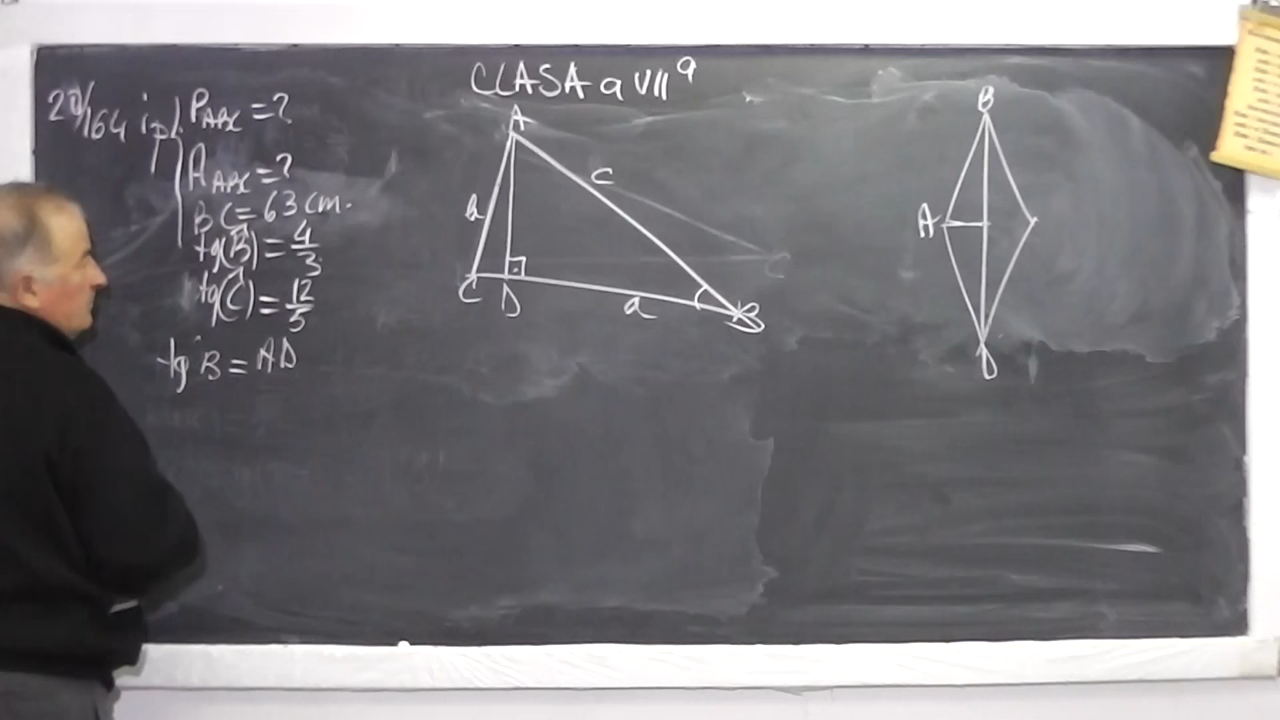 CLASA a VII a
20/164 ip.
P ABC = ?
A ABC = ?
BC = 63 cm.
tg(B) = 4/3
tg(C) = 12/5
tg B = AD
A
b
c
C
D
a
B
C
B
A
D